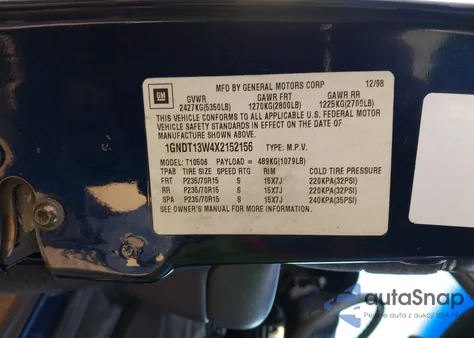 MFD BY GENERAL MOTORS CORP 12/98
GM
GVWR GAWR FRT GAWR RR
2427KG(5350LB) 1270KG(2800LB) 1225KG(2700LB)
THIS VEHICLE CONFORMS TO ALL APPLICABLE U.S. FEDERAL MOTOR
VEHICLE SAFETY STANDARDS IN EFFECT ON THE DATE OF
MANUFACTURE SHOWN ABOVE.
1GNDT13W4X2152156 TYPE: M.P.V.
MODEL: T10506 PAYLOAD = 489KG(1079LB)
TPAB TIRE SIZE SPEED RTG RIM COLD TIRE PRESSURE
FRT P235/70R15 S 15X7J 220KPA(32PSI)
RR P235/70R15 S 15X7J 220KPA(32PSI)
SPA P235/70R15 S 15X7J 240KPA(35PSI)
SEE OWNER'S MANUAL FOR MORE INFORMATION.
autoSnap
Pewne auto z aukcji USA i